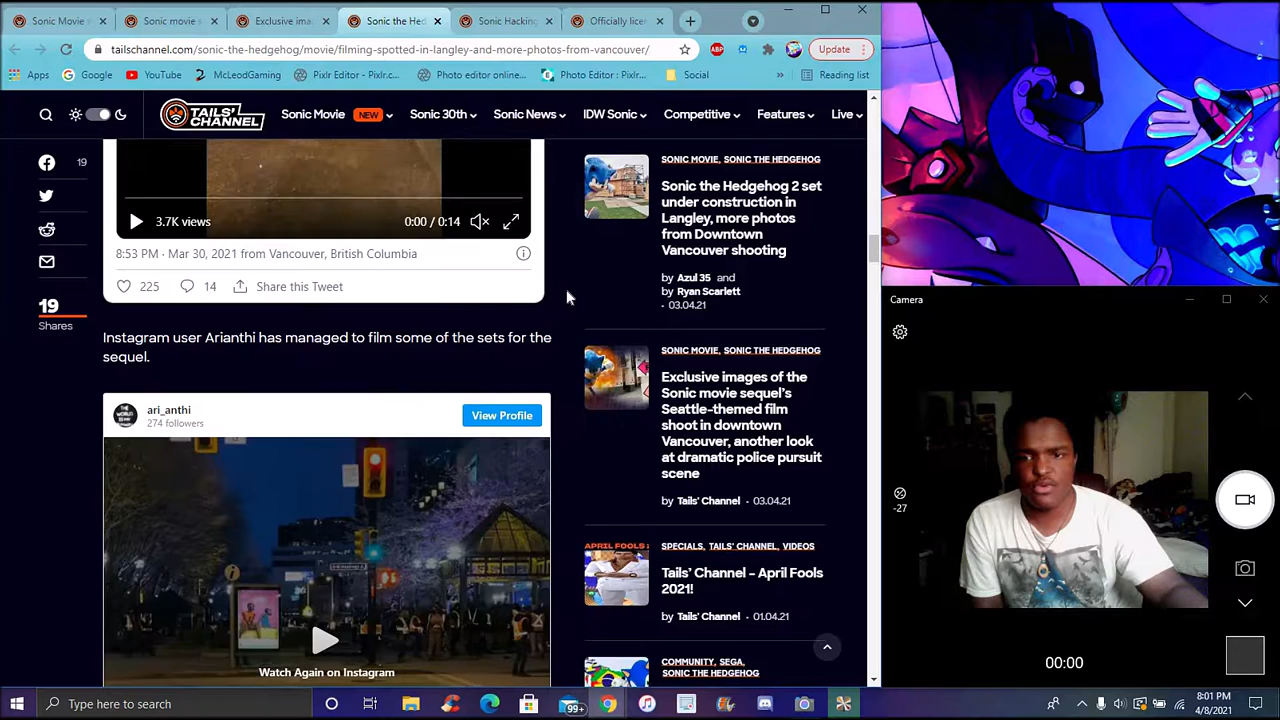 Sonic Movie
Sonic movie s
Exclusive ima
Sonic the Hed
Sonic Hacking
Officially lice
tailschannel.com/sonic-the-hedgehog/movie/filming-spotted-in-langley-and-more-photos-from-vancouver/
ABP
Update
Apps
Google
YouTube
McLeodGaming
Pixlr Editor - Pixlr.c...
Photo editor online...
Photo Editor : Pixlr...
Social
»
Reading list
TAILS'
CHANNEL
Sonic Movie NEW
Sonic 30th
Sonic News
IDW Sonic
Competitive
Features
Live
19
19
Shares
3.7K views
0:00 / 0:14
8:53 PM · Mar 30, 2021 from Vancouver, British Columbia
225
14
Share this Tweet
Instagram user Arianthi has managed to film some of the sets for the
sequel.
ari_anthi
274 followers
View Profile
Watch Again on Instagram
SONIC MOVIE, SONIC THE HEDGEHOG
Sonic the Hedgehog 2 set
under construction in
Langley, more photos
from Downtown
Vancouver shooting
by Azul 35 and
by Ryan Scarlett
- 03.04.21
SONIC MOVIE, SONIC THE HEDGEHOG
Exclusive images of the
Sonic movie sequel's
Seattle-themed film
shoot in downtown
Vancouver, another look
at dramatic police pursuit
scene
by Tails' Channel - 03.04.21
APRIL FOOLS
SPECIALS, TAILS' CHANNEL, VIDEOS
Tails' Channel – April Fools
2021!
by Tails' Channel - 01.04.21
COMMUNITY, SEGA,
SONIC THE HEDGEHOG
Camera
-27
00:00
Type here to search
99+
8:01 PM
4/8/2021